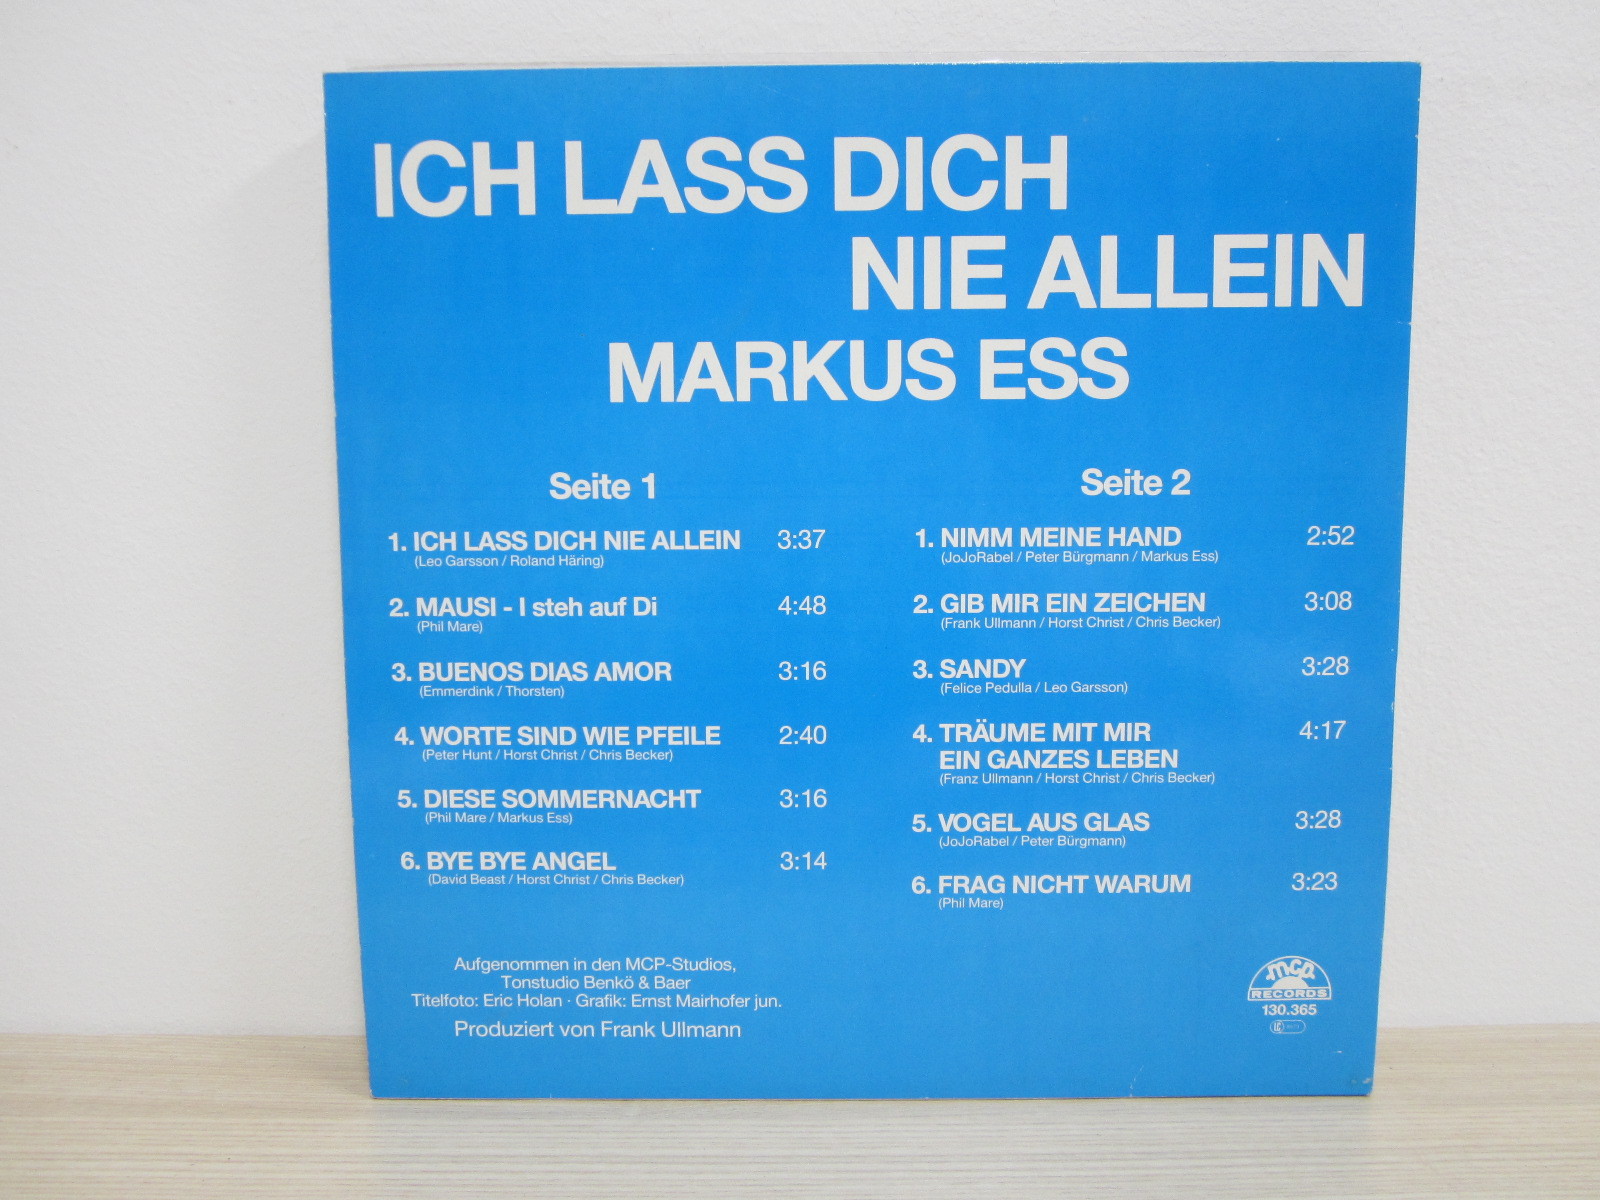 ICH LASS DICH
NIE ALLEIN
MARKUS ESS
Seite 1
1. ICH LASS DICH NIE ALLEIN 3:37
(Leo Garsson / Roland Häring)
2. MAUSI - I steh auf Di 4:48
(Phil Mare)
3. BUENOS DIAS AMOR 3:16
(Emmerdink / Thorsten)
4. WORTE SIND WIE PFEILE 2:40
(Peter Hunt / Horst Christ / Chris Becker)
5. DIESE SOMMERNACHT 3:16
(Phil Mare / Markus Ess)
6. BYE BYE ANGEL 3:14
(David Beast / Horst Christ / Chris Becker)
Seite 2
1. NIMM MEINE HAND 2:52
(JoJoRabel / Peter Bürgmann / Markus Ess)
2. GIB MIR EIN ZEICHEN 3:08
(Frank Ullmann / Horst Christ / Chris Becker)
3. SANDY 3:28
(Felice Pedulla / Leo Garsson)
4. TRÄUME MIT MIR 4:17
EIN GANZES LEBEN
(Franz Ullmann / Horst Christ / Chris Becker)
5. VOGEL AUS GLAS 3:28
(JoJoRabel / Peter Bürgmann)
6. FRAG NICHT WARUM 3:23
(Phil Mare)
Aufgenommen in den MCP-Studios,
Tonstudio Benkö & Baer
Titelfoto: Eric Holan · Grafik: Ernst Mairhofer jun.
Produziert von Frank Ullmann
mcp
RECORDS
130.365
LC